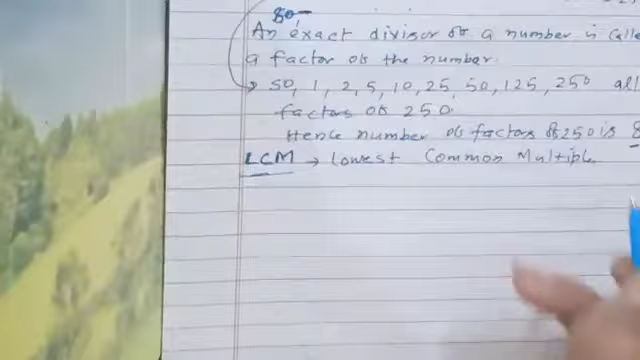 so—
An exact divisor of a number is calle
a factor of the number.
→ so, 1, 2, 5, 10, 25, 50, 125, 250 all
factors of 250.
Hence number of factors of 250 is 8
LCM → Lowest Common Multiple